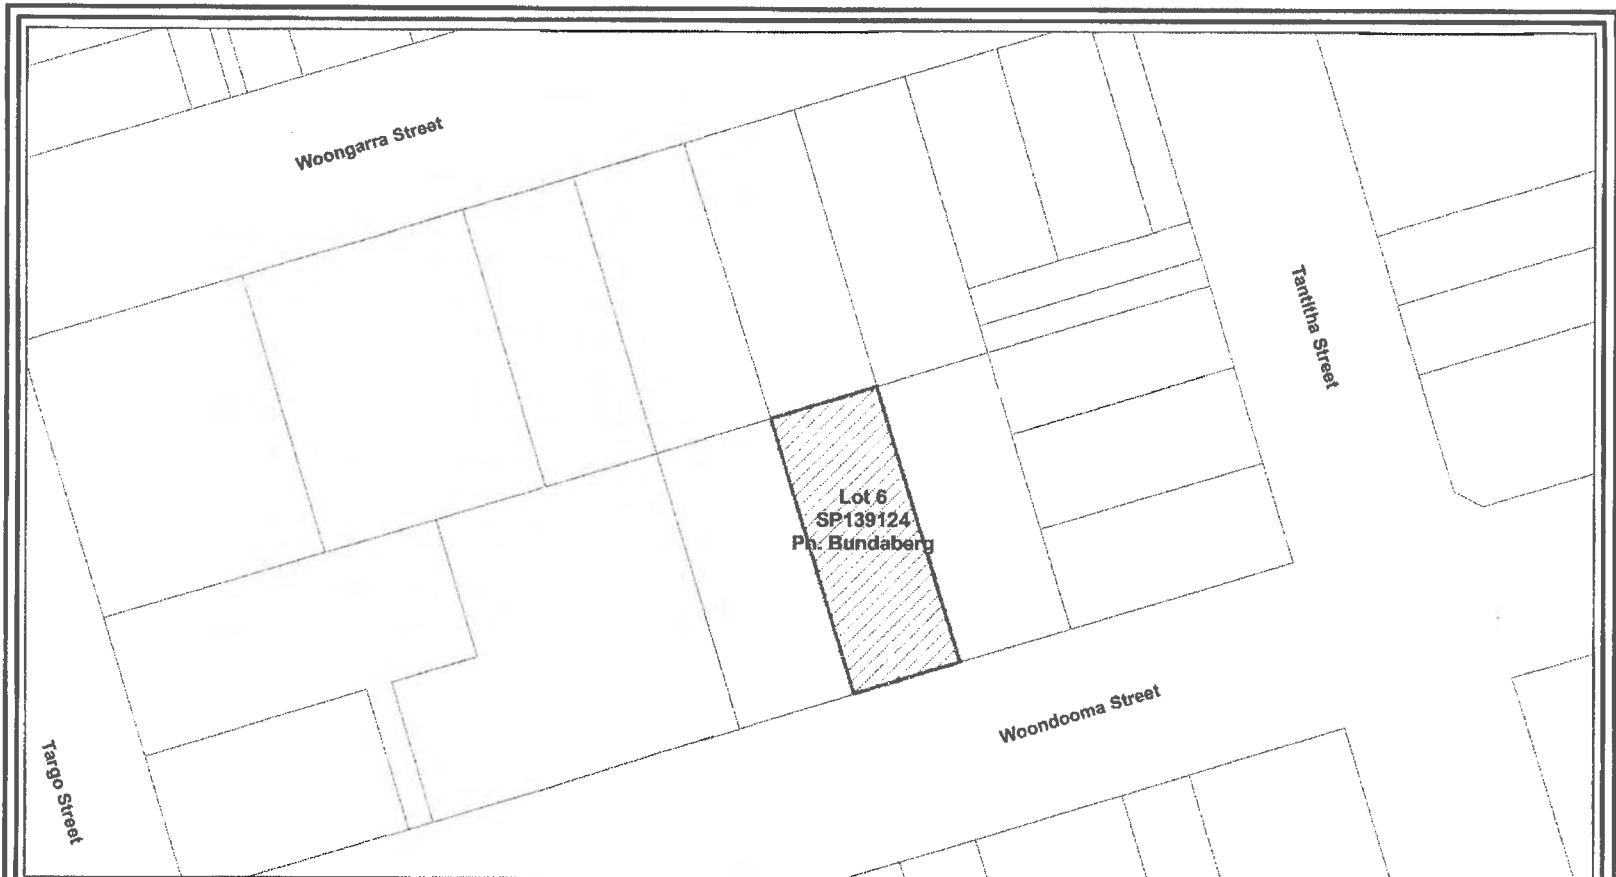 Woongarra Street
Tantitha Street
Lot 6
SP139124
Ph: Bundaberg
Woondooma Street
Targo Street